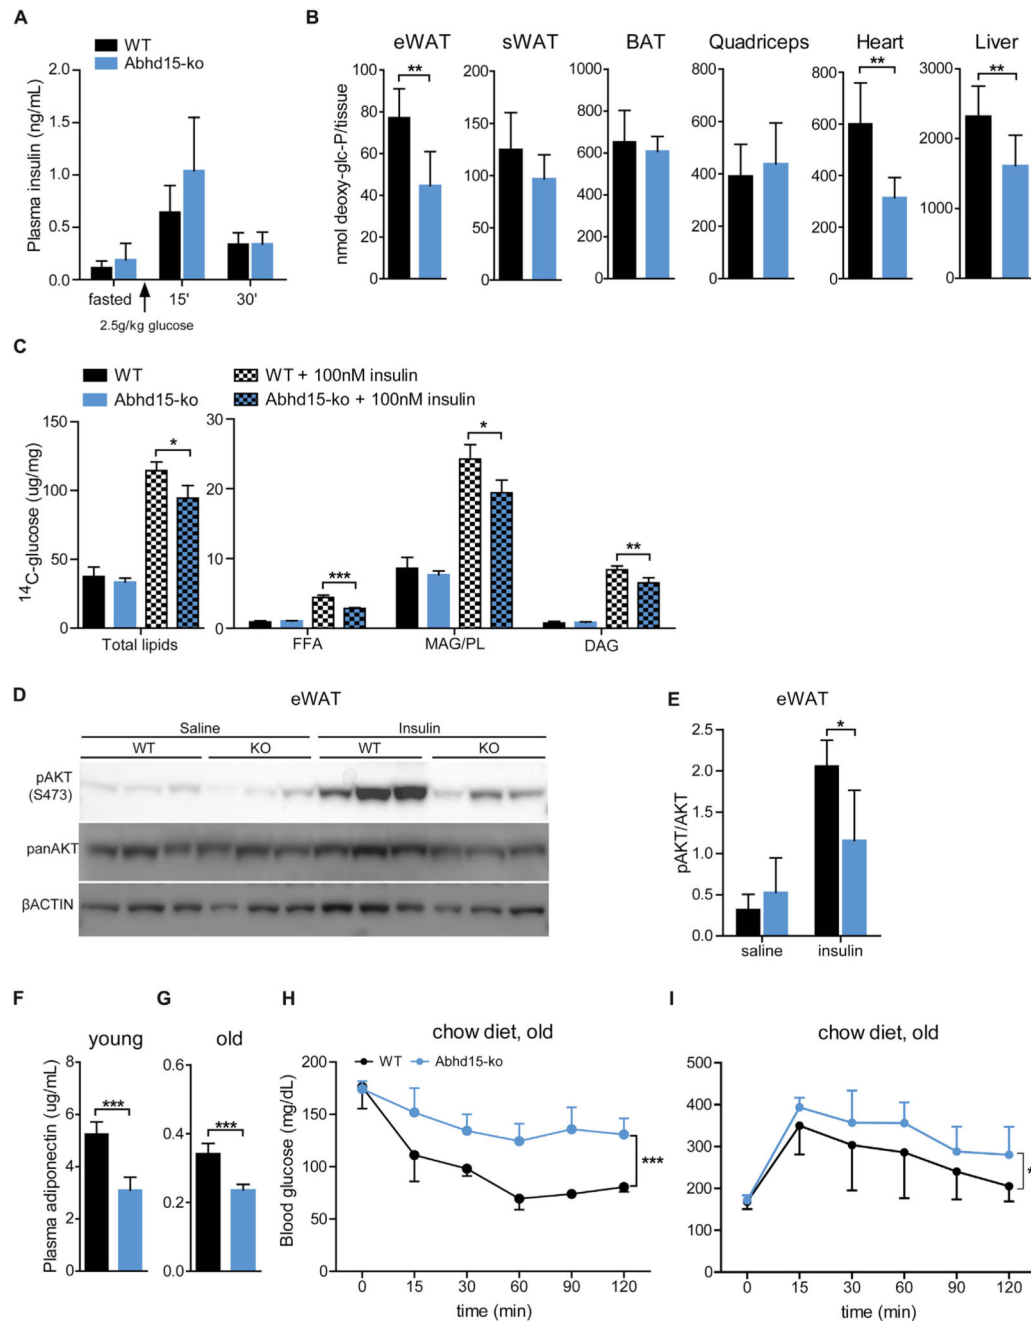 A
WT
Abhd15-ko
Plasma insulin (ng/mL)
2.0
1.5
1.0
0.5
0.0
fasted 15' 30'
2.5g/kg glucose
B
eWAT sWAT BAT Quadriceps Heart Liver
nmol deoxy-glc-P/tissue
100
80
60
40
20
0
**
200
150
100
50
0
1000
800
600
400
200
0
800
600
400
200
0
800
600
400
200
0
**
3000
2000
1000
0
**
C
WT WT + 100nM insulin
Abhd15-ko Abhd15-ko + 100nM insulin
14C-glucose (ug/mg)
150
100
50
0
*
Total lipids
30
20
10
0
*** * **
FFA MAG/PL DAG
D
eWAT
Saline Insulin
WT KO WT KO
pAKT
(S473)
panAKT
βACTIN
E
eWAT
pAKT/AKT
2.5
2.0
1.5
1.0
0.5
0.0
*
saline insulin
F
young
Plasma adiponectin (ug/mL)
8
6
4
2
0
***
G
old
0.6
0.4
0.2
0.0
***
H
chow diet, old
WT Abhd15-ko
Blood glucose (mg/dL)
200
150
100
50
0
***
0 15 30 60 90 120
time (min)
I
chow diet, old
500
400
300
200
100
0
*
0 15 30 60 90 120
time (min)